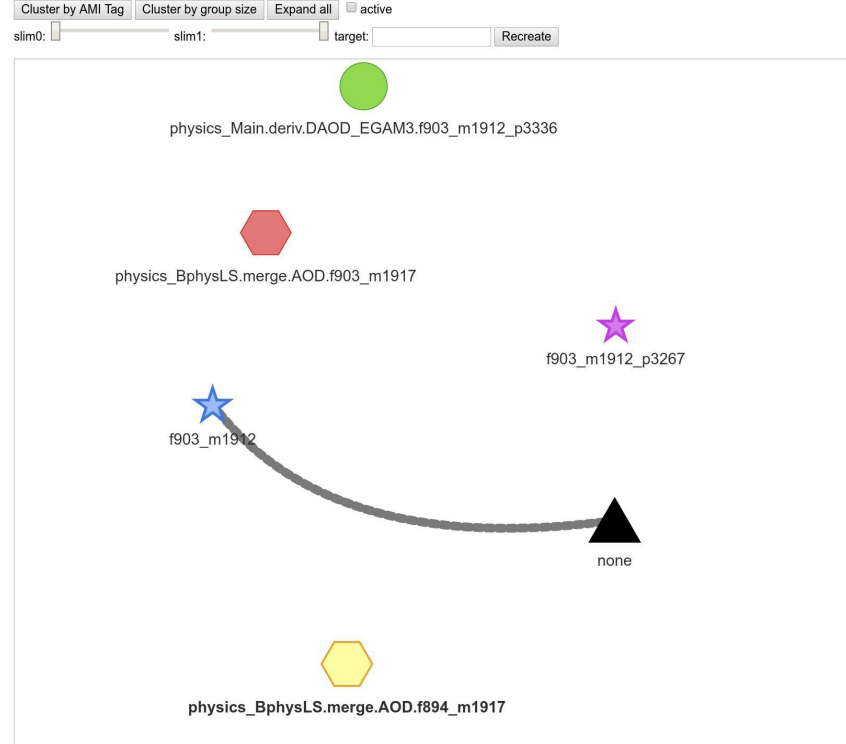 Cluster by AMI Tag Cluster by group size Expand all active
slim0: slim1: target: Recreate
physics_Main.deriv.DAOD_EGAM3.f903_m1912_p3336
physics_BphysLS.merge.AOD.f903_m1917
f903_m1912_p3267
f903_m1912
none
physics_BphysLS.merge.AOD.f894_m1917